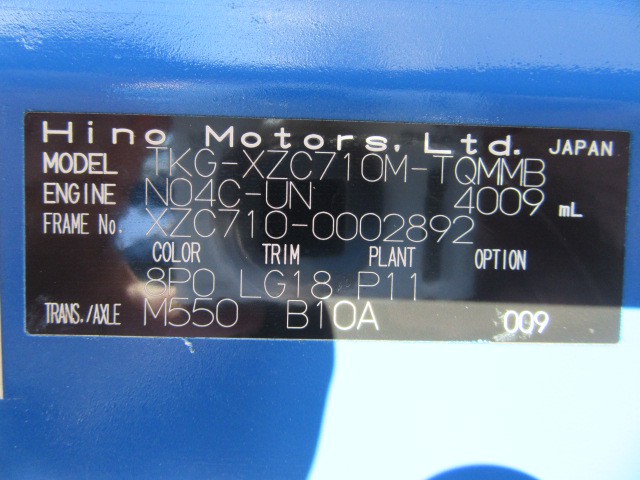 Hino Motors, Ltd. JAPAN
MODEL TKG-XZC710M-TQMMB
ENGINE N04C-UN 4009 mL
FRAME No. XZC710-0002892
COLOR TRIM PLANT OPTION
8P0 LG18 P11
TRANS./AXLE M550 B10A 009